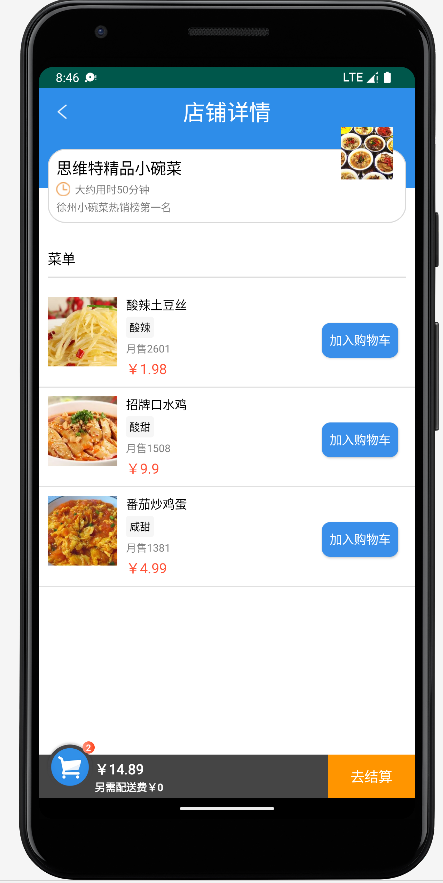 8:46 LTE
店铺详情
思维特精品小碗菜
大约用时50分钟
徐州小碗菜热销榜第一名
菜单
酸辣土豆丝
酸辣
月售2601
￥1.98
加入购物车
招牌口水鸡
酸甜
月售1508
￥9.9
加入购物车
番茄炒鸡蛋
咸甜
月售1381
￥4.99
加入购物车
2
￥14.89
另需配送费￥0
去结算